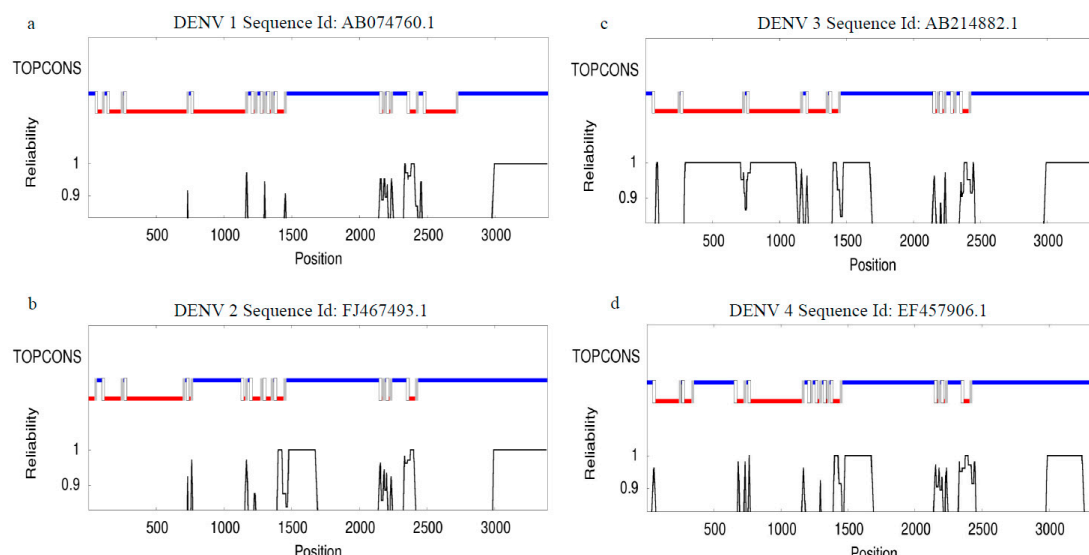 a
DENV 1 Sequence Id: AB074760.1
TOPCONS
Reliability
1
0.9
500 1000 1500 2000 2500 3000
Position
b
DENV 2 Sequence Id: FJ467493.1
TOPCONS
Reliability
1
0.9
500 1000 1500 2000 2500 3000
Position
c
DENV 3 Sequence Id: AB214882.1
TOPCONS
Reliability
1
0.9
500 1000 1500 2000 2500 3000
Position
d
DENV 4 Sequence Id: EF457906.1
TOPCONS
Reliability
1
0.9
500 1000 1500 2000 2500 3000
Position